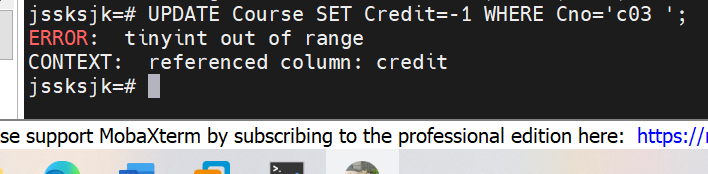 jssksjk=# UPDATE Course SET Credit=-1 WHERE Cno='c03 ';
ERROR:  tinyint out of range
CONTEXT:  referenced column: credit
jssksjk=#
se support MobaXterm by subscribing to the professional edition here:  https://